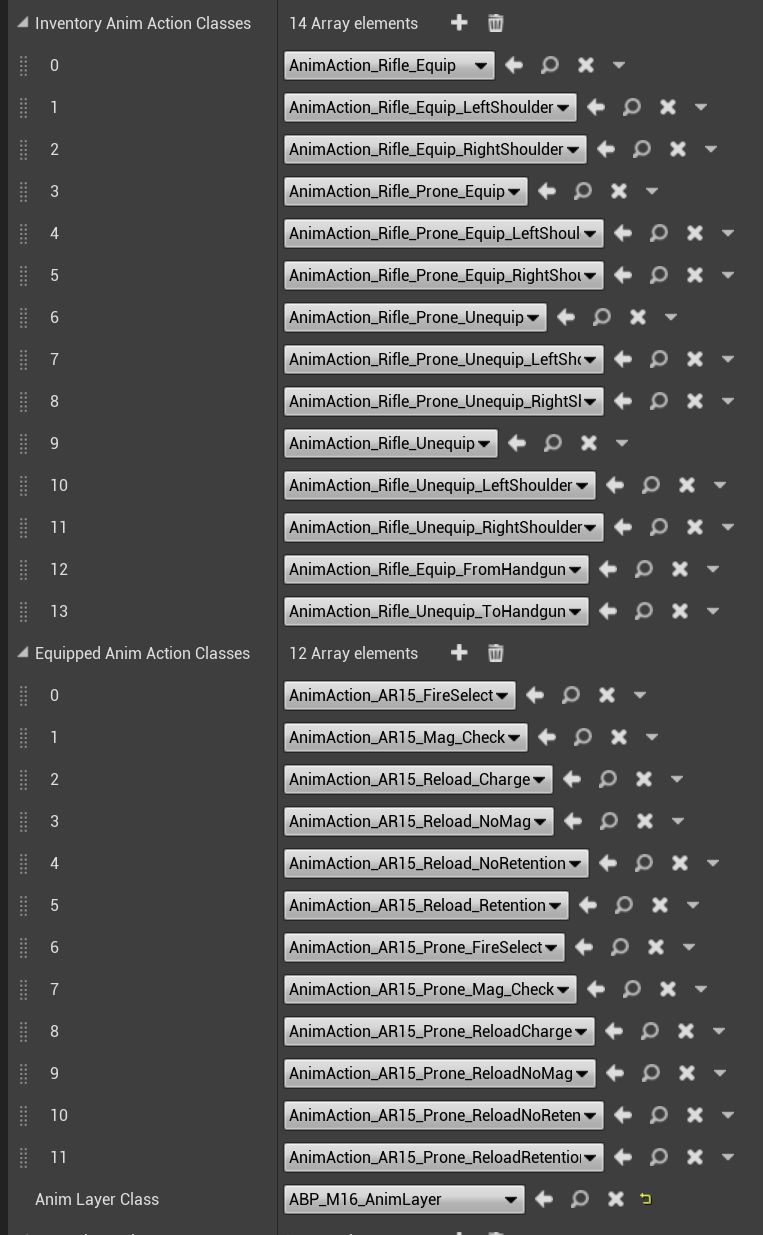 Inventory Anim Action Classes 14 Array elements
0 AnimAction_Rifle_Equip
1 AnimAction_Rifle_Equip_LeftShoulder
2 AnimAction_Rifle_Equip_RightShoulder
3 AnimAction_Rifle_Prone_Equip
4 AnimAction_Rifle_Prone_Equip_LeftShoul
5 AnimAction_Rifle_Prone_Equip_RightShou
6 AnimAction_Rifle_Prone_Unequip
7 AnimAction_Rifle_Prone_Unequip_LeftSho
8 AnimAction_Rifle_Prone_Unequip_RightSl
9 AnimAction_Rifle_Unequip
10 AnimAction_Rifle_Unequip_LeftShoulder
11 AnimAction_Rifle_Unequip_RightShoulder
12 AnimAction_Rifle_Equip_FromHandgun
13 AnimAction_Rifle_Unequip_ToHandgun
Equipped Anim Action Classes 12 Array elements
0 AnimAction_AR15_FireSelect
1 AnimAction_AR15_Mag_Check
2 AnimAction_AR15_Reload_Charge
3 AnimAction_AR15_Reload_NoMag
4 AnimAction_AR15_Reload_NoRetention
5 AnimAction_AR15_Reload_Retention
6 AnimAction_AR15_Prone_FireSelect
7 AnimAction_AR15_Prone_Mag_Check
8 AnimAction_AR15_Prone_ReloadCharge
9 AnimAction_AR15_Prone_ReloadNoMag
10 AnimAction_AR15_Prone_ReloadNoReten
11 AnimAction_AR15_Prone_ReloadRetention
Anim Layer Class ABP_M16_AnimLayer